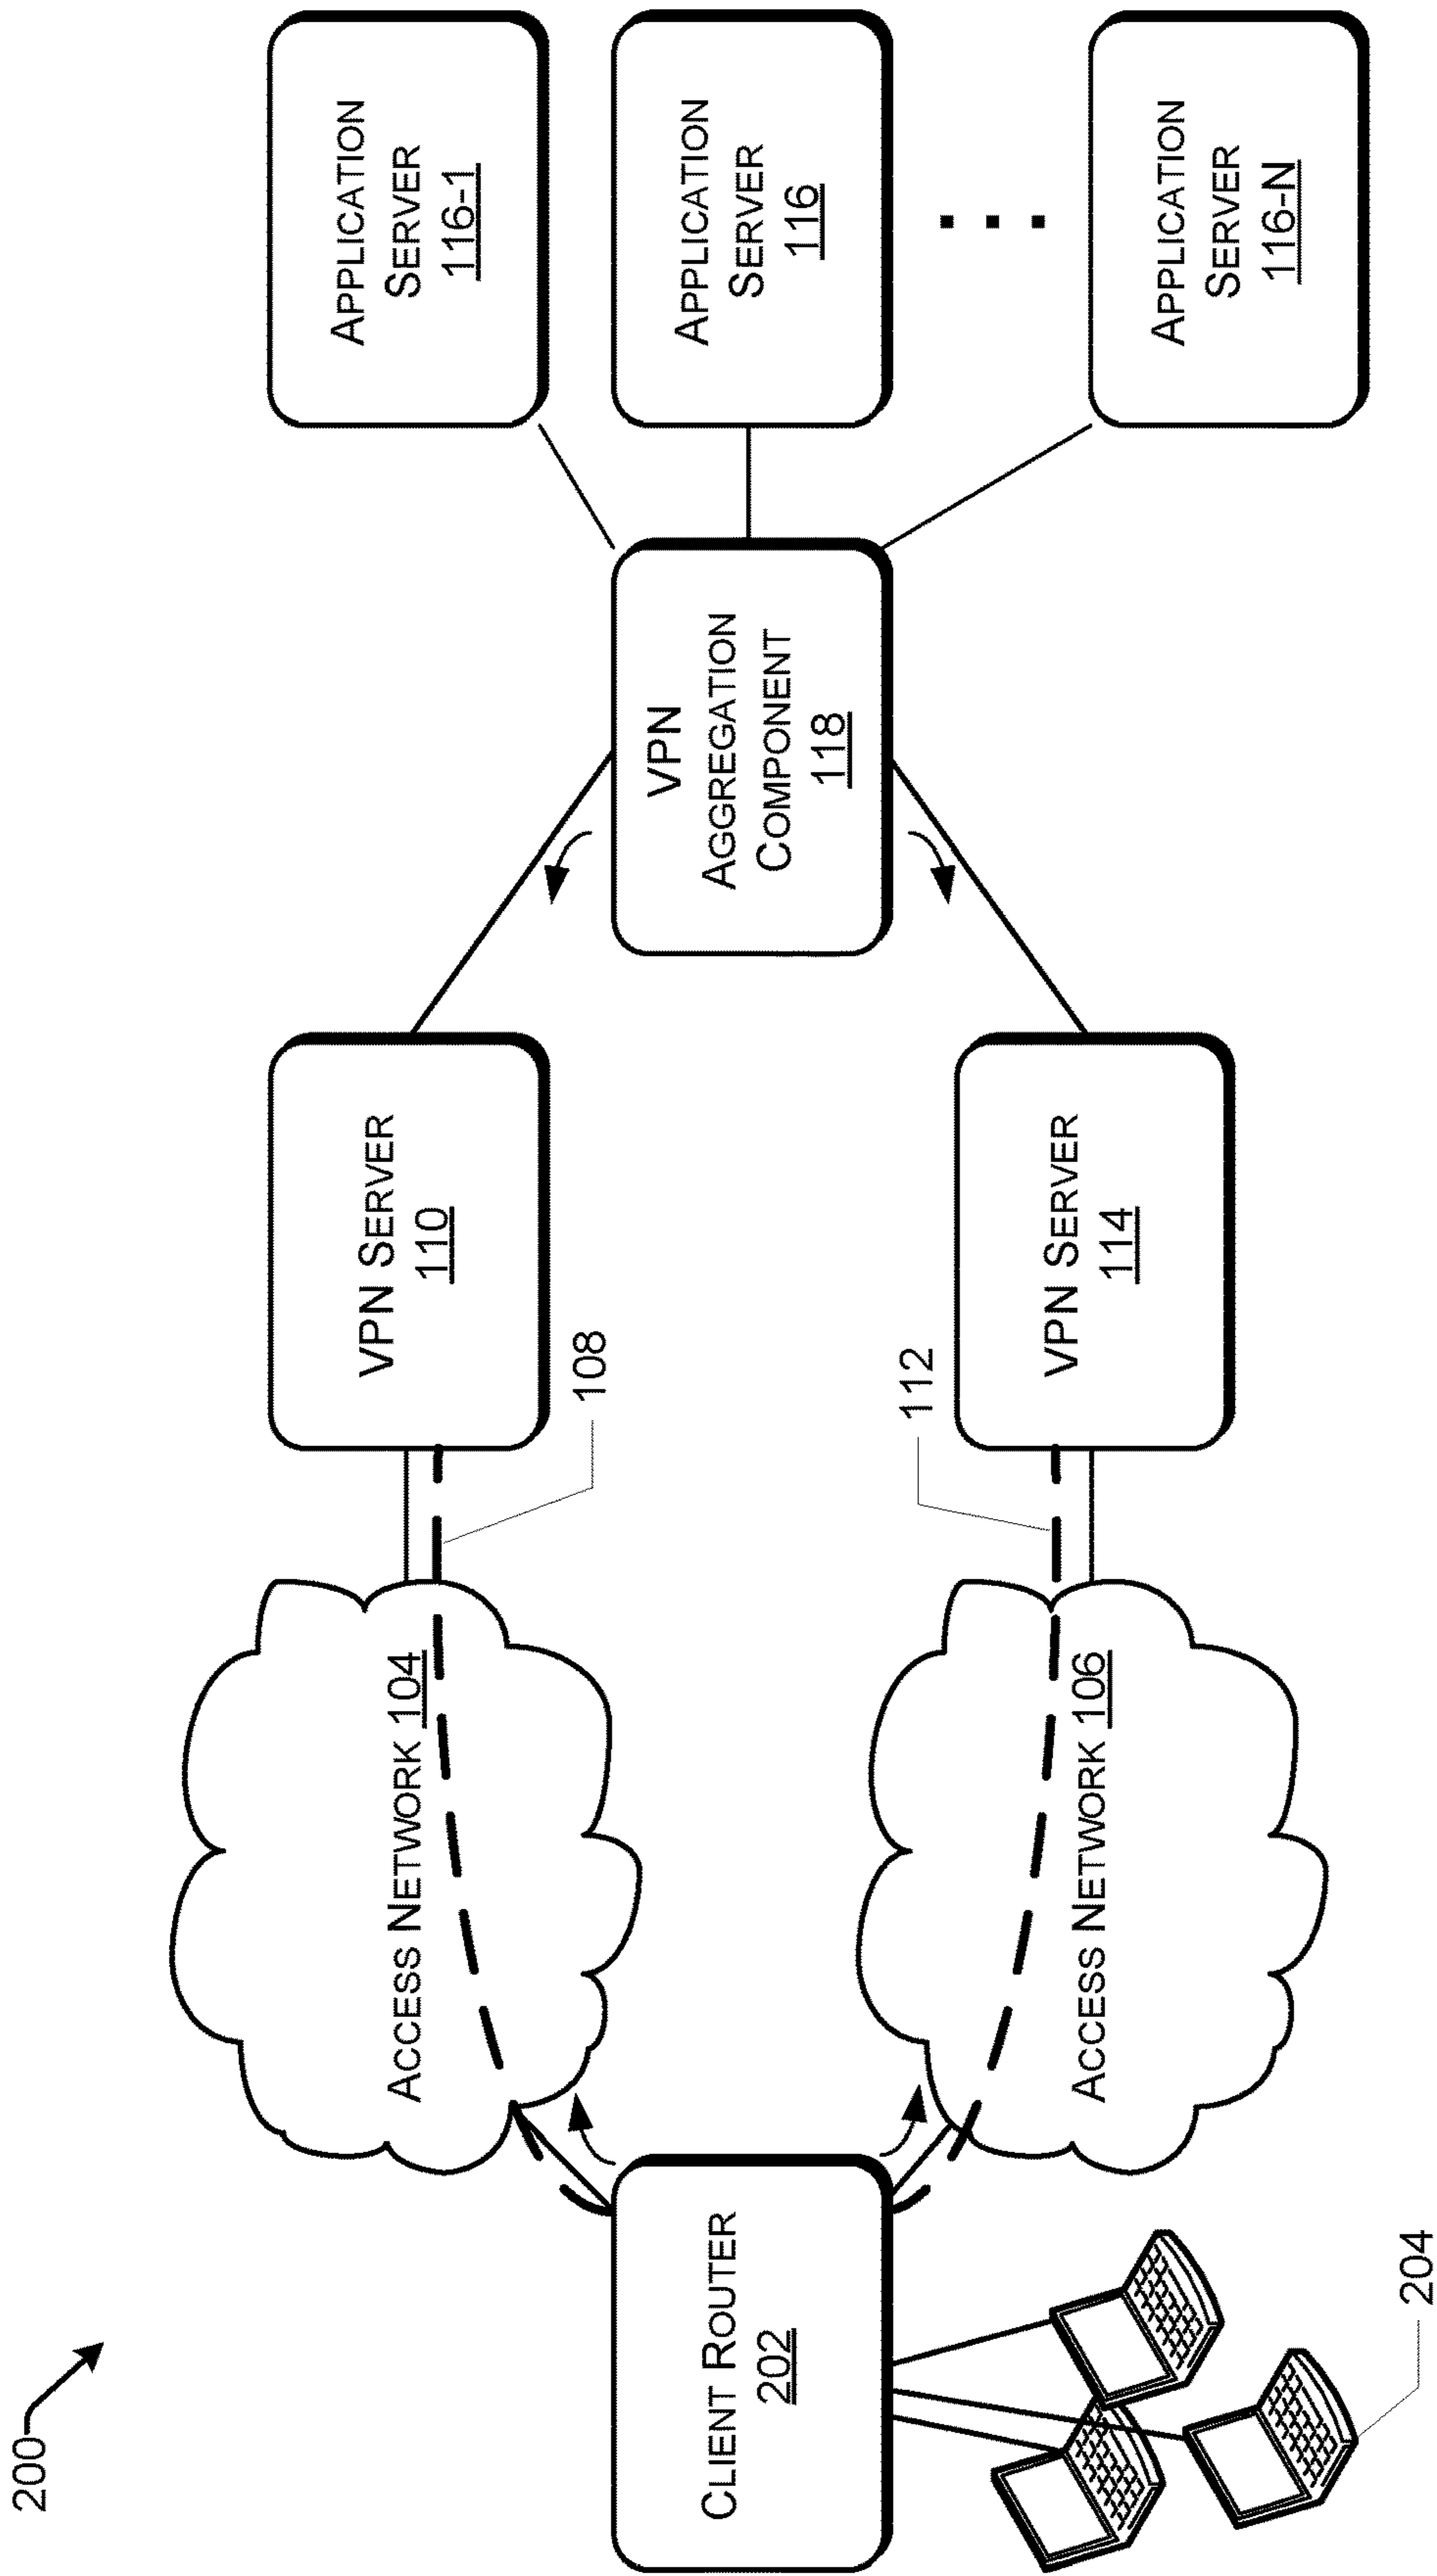 200
CLIENT ROUTER
202
204
ACCESS NETWORK 104
ACCESS NETWORK 106
108
112
VPN SERVER
110
VPN SERVER
114
VPN
AGGREGATION
COMPONENT
118
APPLICATION
SERVER
116-1
APPLICATION
SERVER
116
APPLICATION
SERVER
116-N